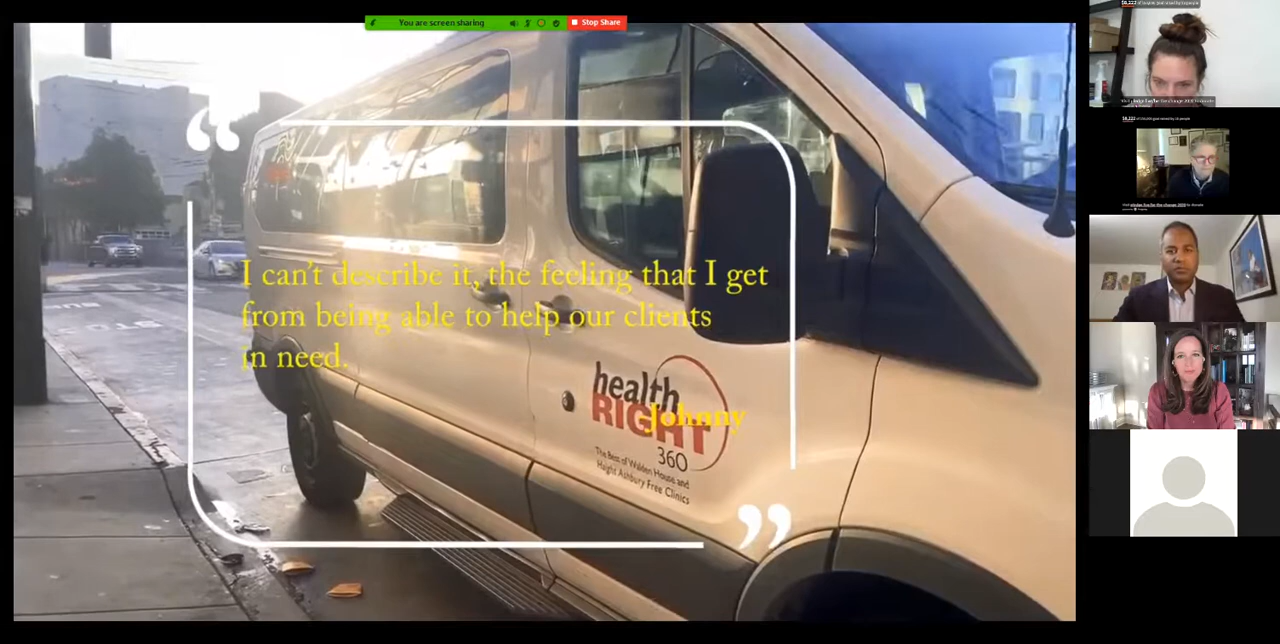 You are screen sharing
Stop Share
“
I can't describe it, the feeling that I get
from being able to help our clients
in need.
Johnny
”
health
RIGHT
360
The Best of Walden House and
Haight Ashbury Free Clinics